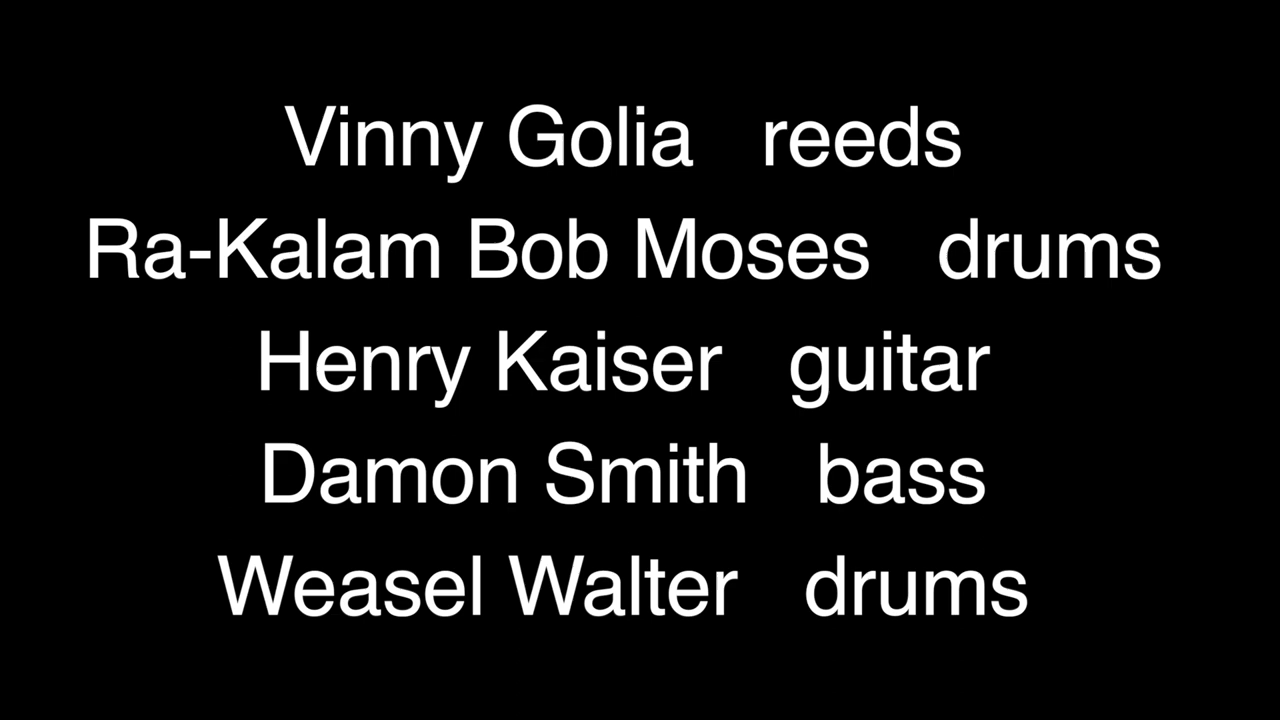 Vinny Golia reeds
Ra-Kalam Bob Moses drums
Henry Kaiser guitar
Damon Smith bass
Weasel Walter drums